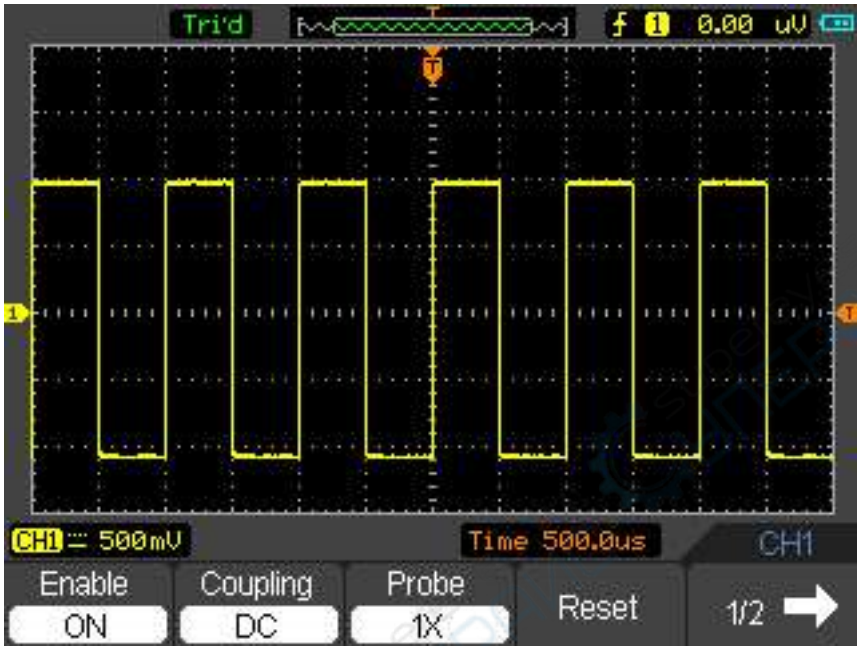 Tri'd T f 1 0.00 uV
T
1 T
CH1 500mV Time 500.0us CH1
Enable Coupling Probe Reset 1/2
ON DC 1X